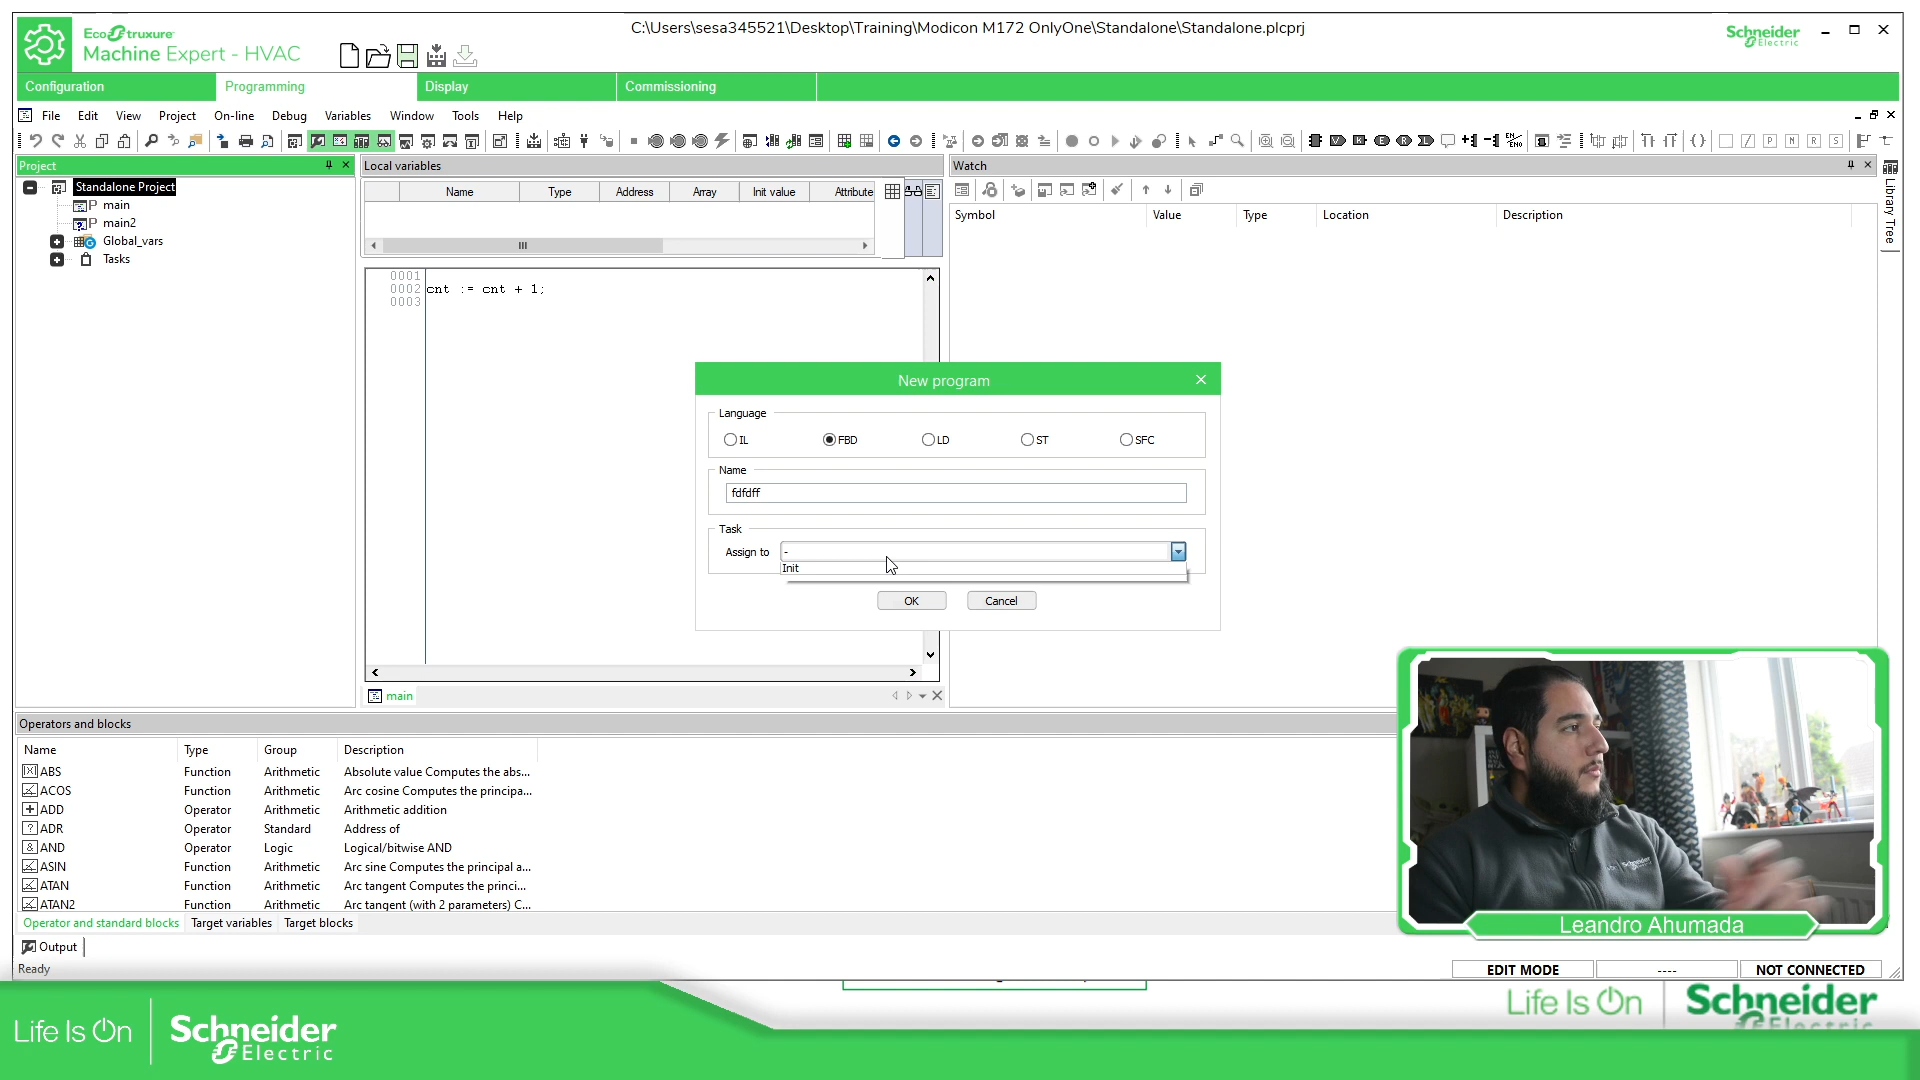 EcoStruxure
Machine Expert - HVAC
C:\Users\sesa345521\Desktop\Training\Modicon M172 OnlyOne\Standalone\Standalone.plcprj
Schneider
Electric
Configuration
Programming
Display
Commissioning
File
Edit
View
Project
On-line
Debug
Variables
Window
Tools
Help
Project
Standalone Project
P main
P main2
Global_vars
Tasks
Local variables
Name
Type
Address
Array
Init value
Attribute
0001
0002 cnt := cnt + 1;
0003
main
Watch
Symbol
Value
Type
Location
Description
Library Tree
New program
Language
IL
FBD
LD
ST
SFC
Name
fdfdff
Task
Assign to -
Init
OK
Cancel
Operators and blocks
Name Type Group Description
ABS Function Arithmetic Absolute value Computes the abs...
ACOS Function Arithmetic Arc cosine Computes the principa...
ADD Operator Arithmetic Arithmetic addition
ADR Operator Standard Address of
AND Operator Logic Logical/bitwise AND
ASIN Function Arithmetic Arc sine Computes the principal a...
ATAN Function Arithmetic Arc tangent Computes the princi...
ATAN2 Function Arithmetic Arc tangent (with 2 parameters) C...
Operator and standard blocks
Target variables
Target blocks
Output
Ready
EDIT MODE
----
NOT CONNECTED
Leandro Ahumada
Life Is On
Schneider
Electric
Life Is On
Schneider
Electric